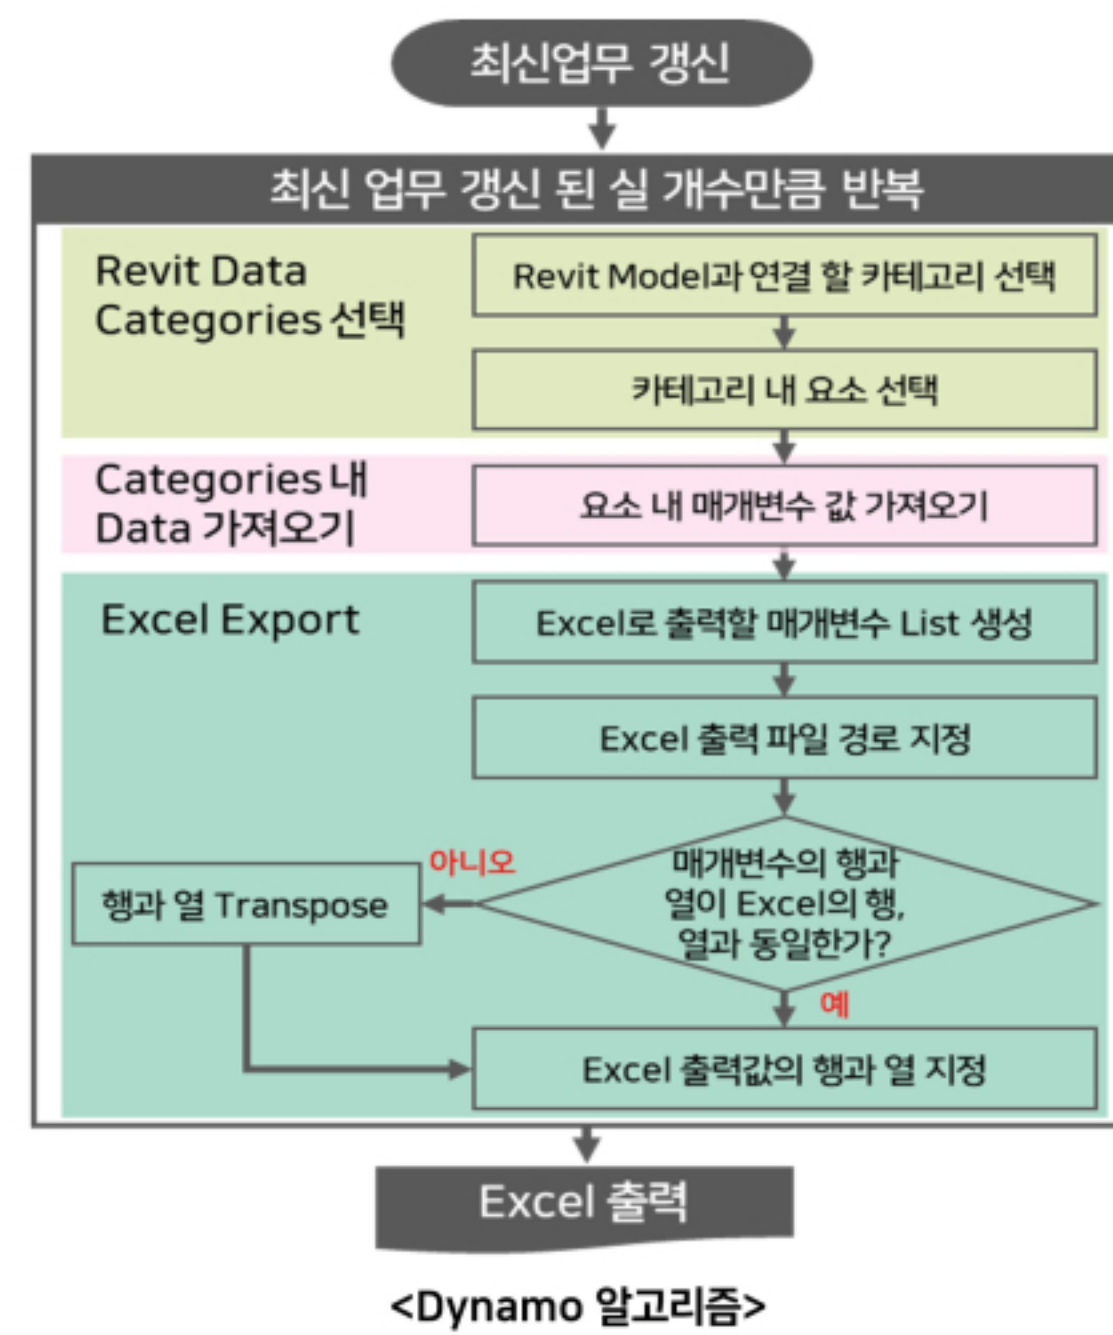 최신업무 갱신
최신 업무 갱신 된 실 개수만큼 반복
Revit Data
Categories 선택
Revit Model과 연결 할 카테고리 선택
카테고리 내 요소 선택
Categories 내
Data 가져오기
요소 내 매개변수 값 가져오기
Excel Export
Excel로 출력할 매개변수 List 생성
Excel 출력 파일 경로 지정
매개변수의 행과
열이 Excel의 행,
열과 동일한가?
아니오
행과 열 Transpose
예
Excel 출력값의 행과 열 지정
Excel 출력
<Dynamo 알고리즘>